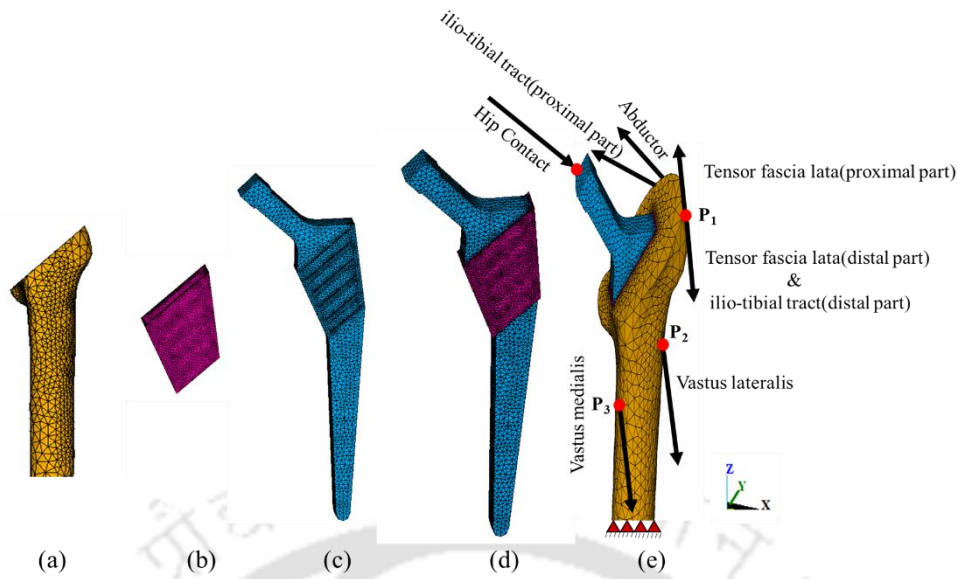 ilio-tibial tract(proximal part)
Hip Contact
Abductor
Tensor fascia lata(proximal part)
P1
Tensor fascia lata(distal part)
&
ilio-tibial tract(distal part)
P2
Vastus lateralis
P3
Vastus medialis
Z
Y
X
(a) (b) (c) (d) (e)